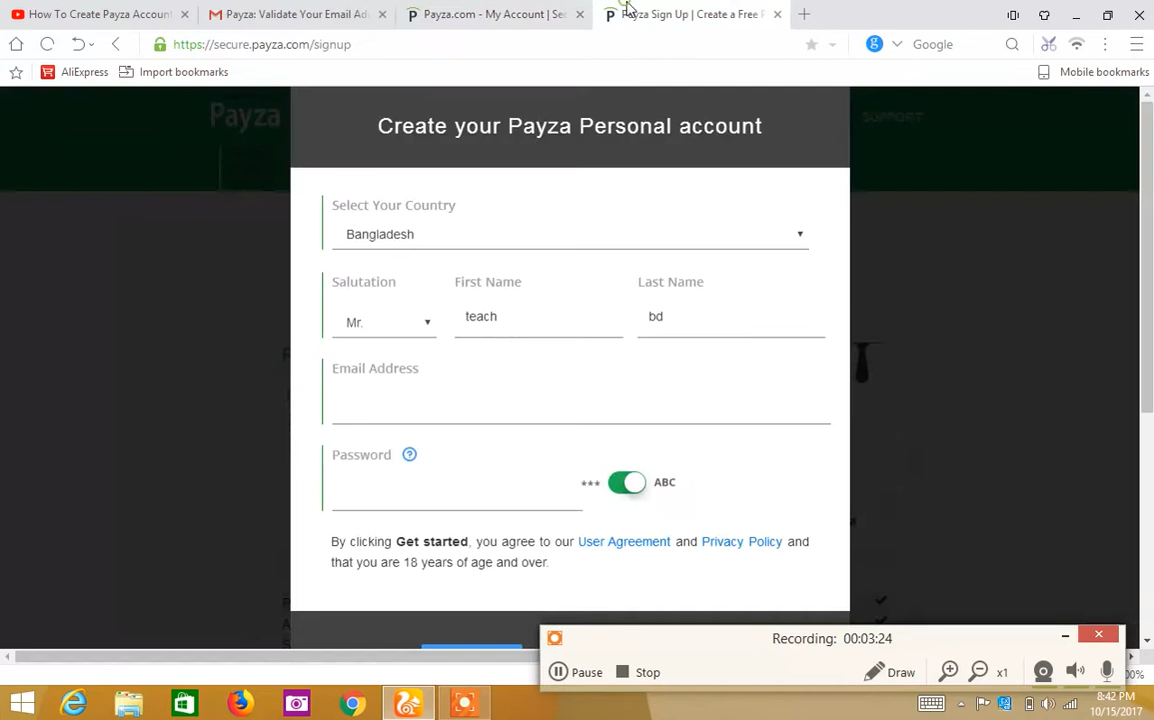 How To Create Payza Account
Payza: Validate Your Email Ad
Payza.com - My Account | Sec
Payza Sign Up | Create a Free P
https://secure.payza.com/signup
Google
AliExpress
Import bookmarks
Mobile bookmarks
Payza
SUPPORT
Create your Payza Personal account
Select Your Country
Bangladesh
Salutation
First Name
Last Name
Mr.
teach
bd
Email Address
Password ?
*** ABC
By clicking Get started, you agree to our User Agreement and Privacy Policy and
that you are 18 years of age and over.
Recording: 00:03:24
Pause
Stop
Draw
x1
8:42 PM
10/15/2017